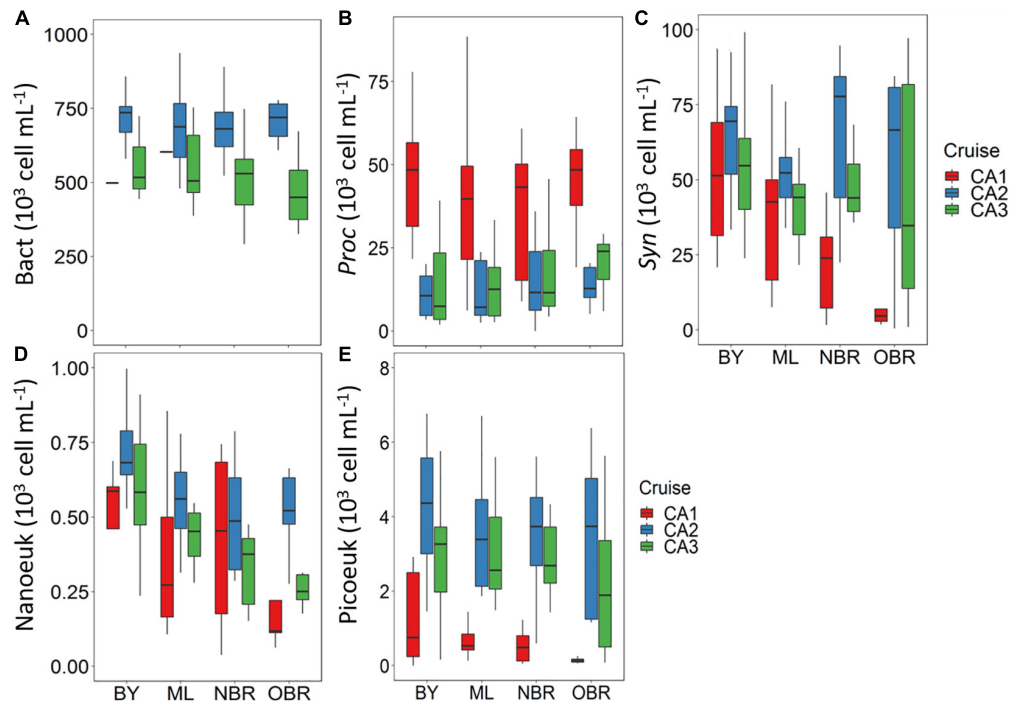 A
Bact (10³ cell mL⁻¹)
1000
750
500
250
0
B
Proc (10³ cell mL⁻¹)
75
50
25
0
C
Syn (10³ cell mL⁻¹)
100
75
50
25
0
BY ML NBR OBR
Cruise
CA1
CA2
CA3
D
Nanoeuk (10³ cell mL⁻¹)
1.00
0.75
0.50
0.25
0.00
BY ML NBR OBR
E
Picoeuk (10³ cell mL⁻¹)
8
6
4
2
0
BY ML NBR OBR
Cruise
CA1
CA2
CA3